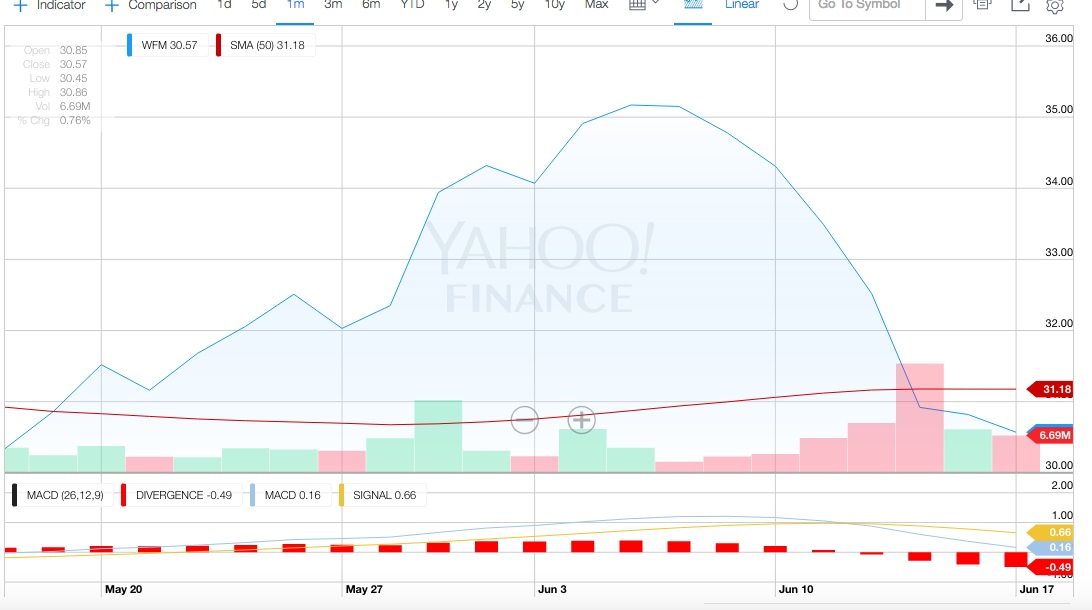 Indicator Comparison 1d 5d 1m 3m 6m YTD 1y 2y 5y 10y Max Linear Go To Symbol
WFM 30.57 SMA (50) 31.18
Open 30.85
Close 30.57
Low 30.45
High 30.86
Vol 6.69M
% Chg 0.76%
36.00
35.00
34.00
33.00
32.00
31.18
6.69M
30.00
YAHOO!
FINANCE
MACD (26,12,9) DIVERGENCE -0.49 MACD 0.16 SIGNAL 0.66
2.00
1.00
0.66
0.16
-0.49
May 20 May 27 Jun 3 Jun 10 Jun 17